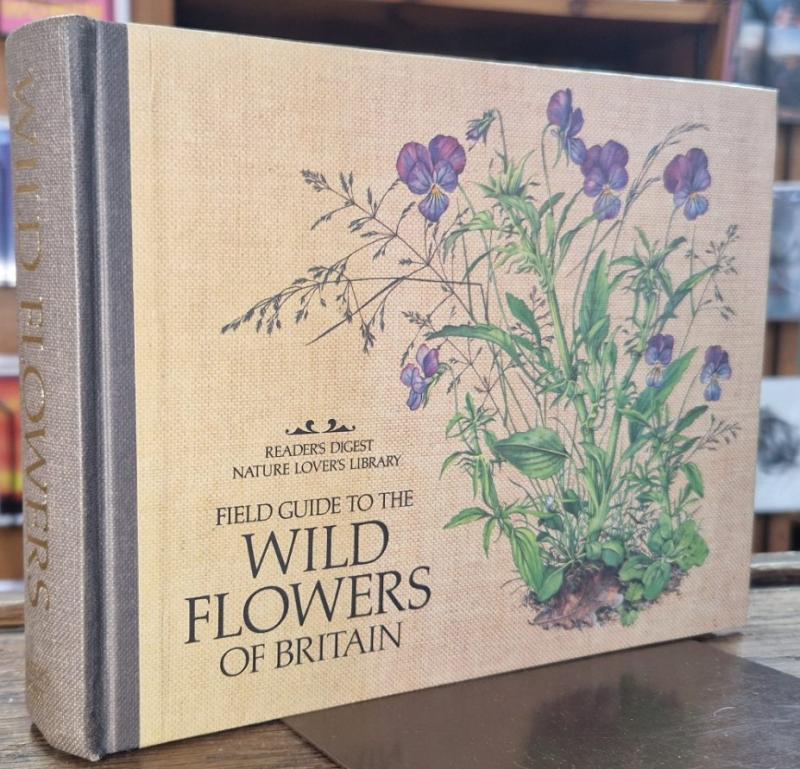 WILD FLOWERS
READER'S DIGEST
NATURE LOVER'S LIBRARY
FIELD GUIDE TO THE
WILD
FLOWERS
OF BRITAIN